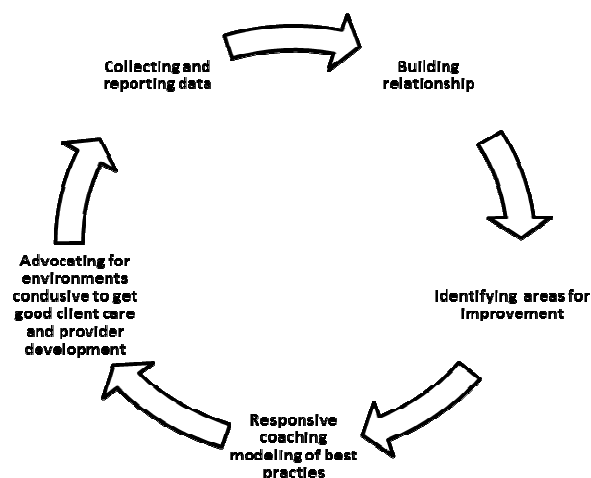 Collecting and
reporting data
Building
relationship
Identifying areas for
improvement
Responsive
coaching
modeling of best
practies
Advocating for
environments
condusive to get
good client care
and provider
development